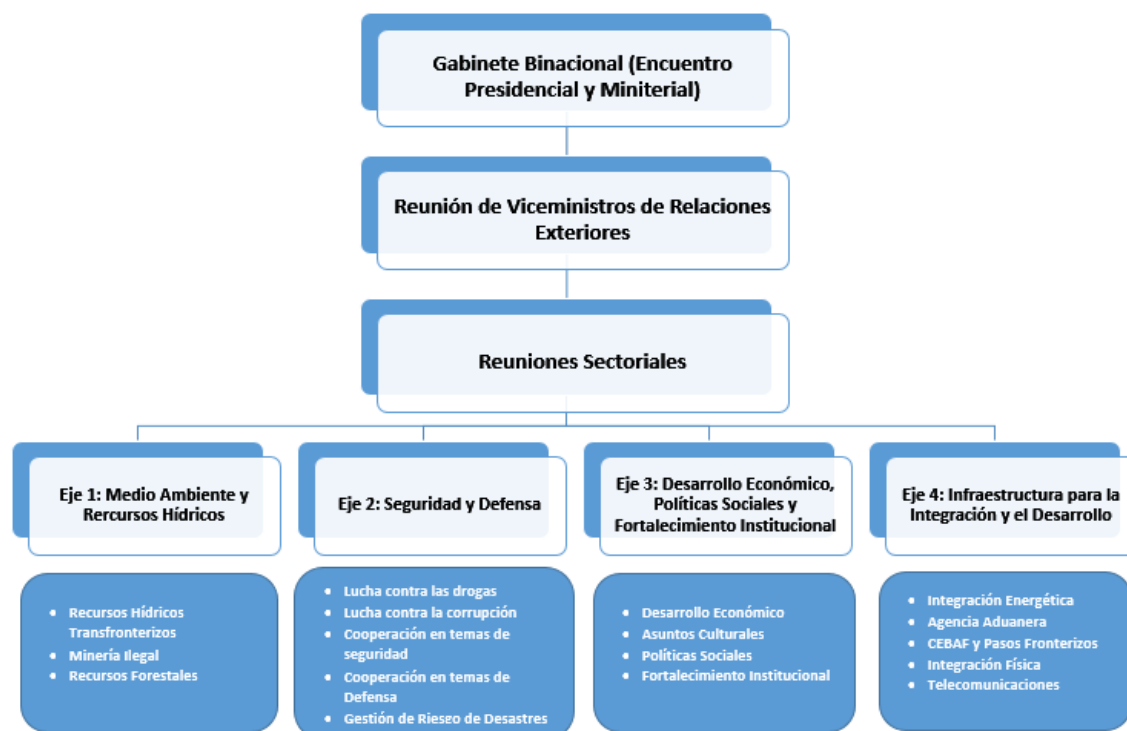 Gabinete Binacional (Encuentro
Presidencial y Miniterial)
Reunión de Viceministros de Relaciones
Exteriores
Reuniones Sectoriales
Eje 1: Medio Ambiente y
Rercursos Hídricos
Eje 2: Seguridad y Defensa
Eje 3: Desarrollo Económico,
Políticas Sociales y
Fortalecimiento Institucional
Eje 4: Infraestructura para la
Integración y el Desarrollo
• Recursos Hídricos
Transfronterizos
• Minería Ilegal
• Recursos Forestales
• Lucha contra las drogas
• Lucha contra la corrupción
• Cooperación en temas de
seguridad
• Cooperación en temas de
Defensa
• Gestión de Riesgo de Desastres
• Desarrollo Económico
• Asuntos Culturales
• Políticas Sociales
• Fortalecimiento Institucional
• Integración Energética
• Agencia Aduanera
• CEBAF y Pasos Fronterizos
• Integración Física
• Telecomunicaciones